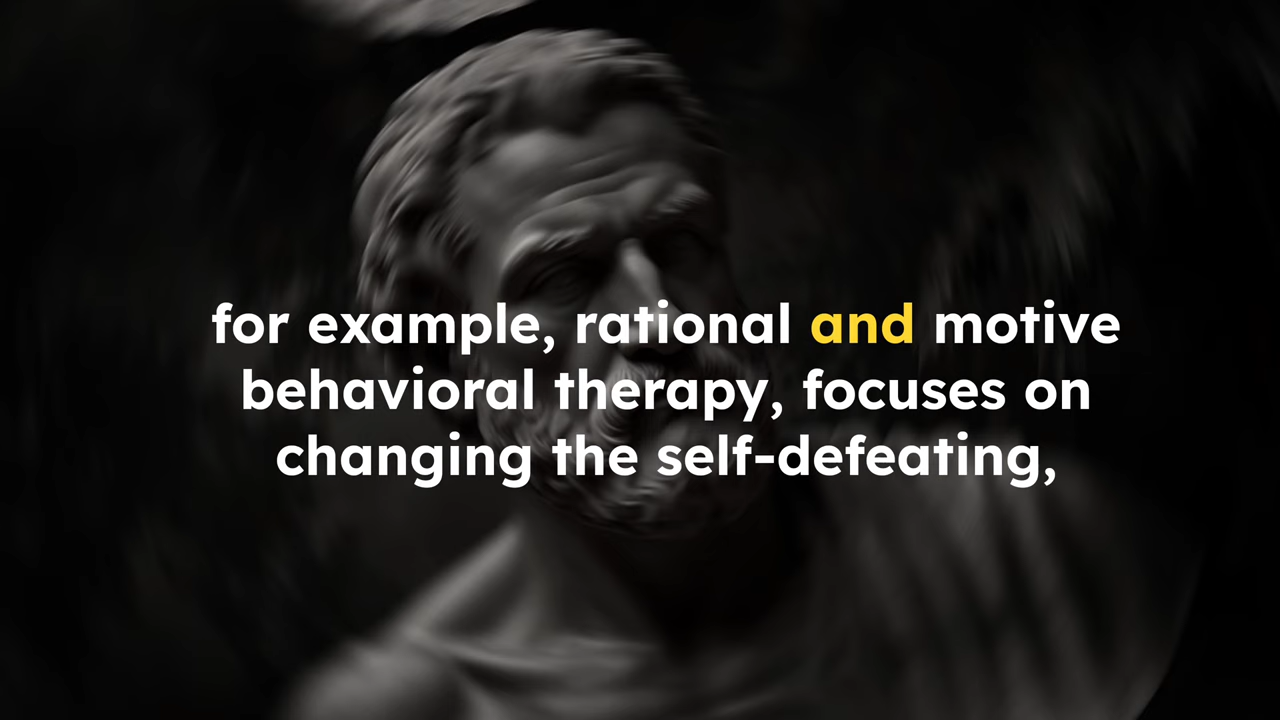 for example, rational and motive
behavioral therapy, focuses on
changing the self-defeating,